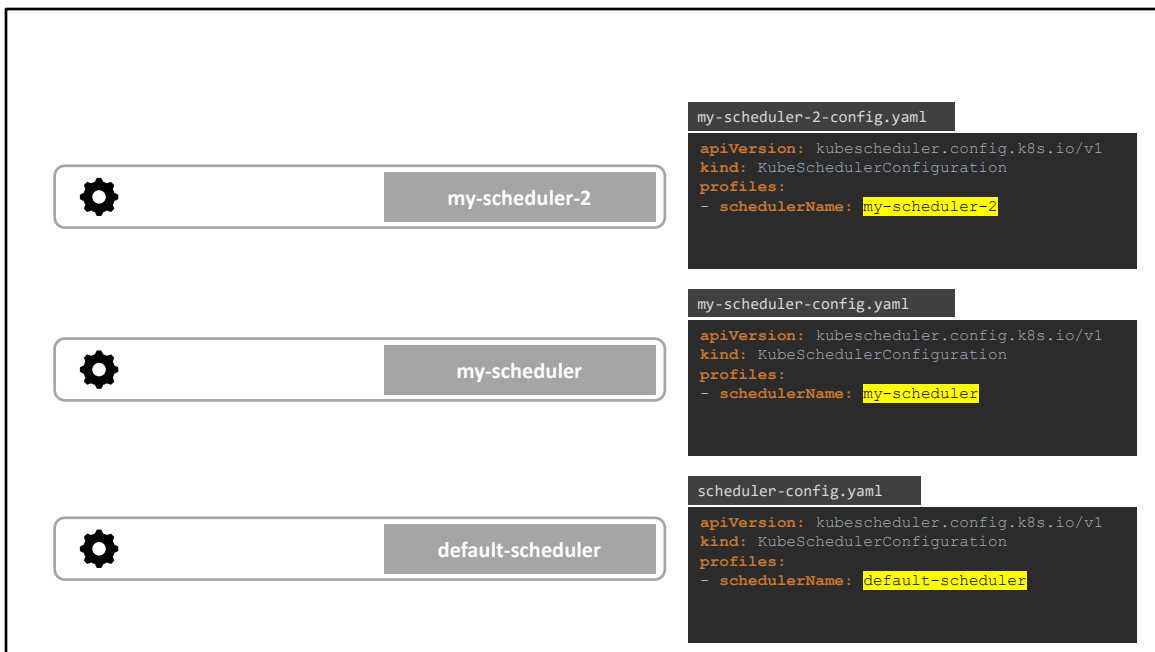 my-scheduler-2
my-scheduler-2-config.yaml
apiVersion: kubescheduler.config.k8s.io/v1
kind: KubeSchedulerConfiguration
profiles:
- schedulerName: my-scheduler-2
my-scheduler
my-scheduler-config.yaml
apiVersion: kubescheduler.config.k8s.io/v1
kind: KubeSchedulerConfiguration
profiles:
- schedulerName: my-scheduler
default-scheduler
scheduler-config.yaml
apiVersion: kubescheduler.config.k8s.io/v1
kind: KubeSchedulerConfiguration
profiles:
- schedulerName: default-scheduler